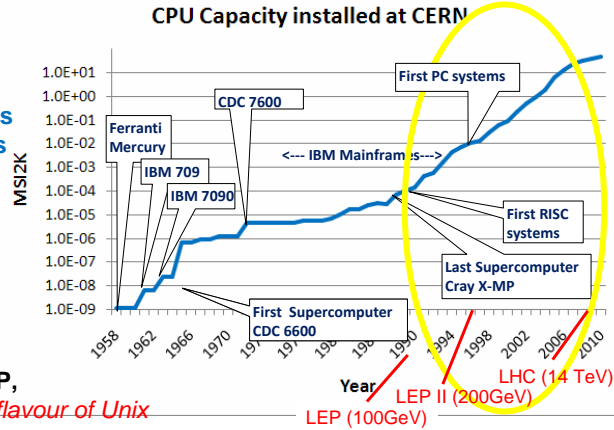 CPU Capacity installed at CERN
1.0E+01
1.0E+00
1.0E-01
1.0E-02
1.0E-03
1.0E-04
1.0E-05
1.0E-06
1.0E-07
1.0E-08
1.0E-09
MSI2K
First PC systems
CDC 7600
Ferranti
Mercury
<--- IBM Mainframes--->
IBM 709
IBM 7090
First RISC
systems
Last Supercomputer
Cray X-MP
First Supercomputer
CDC 6600
1958
1962
1966
1970
1990
1994
1998
2002
2006
2010
Year
LHC (14 TeV)
LEP II (200GeV)
LEP (100GeV)
P,
flavour of Unix